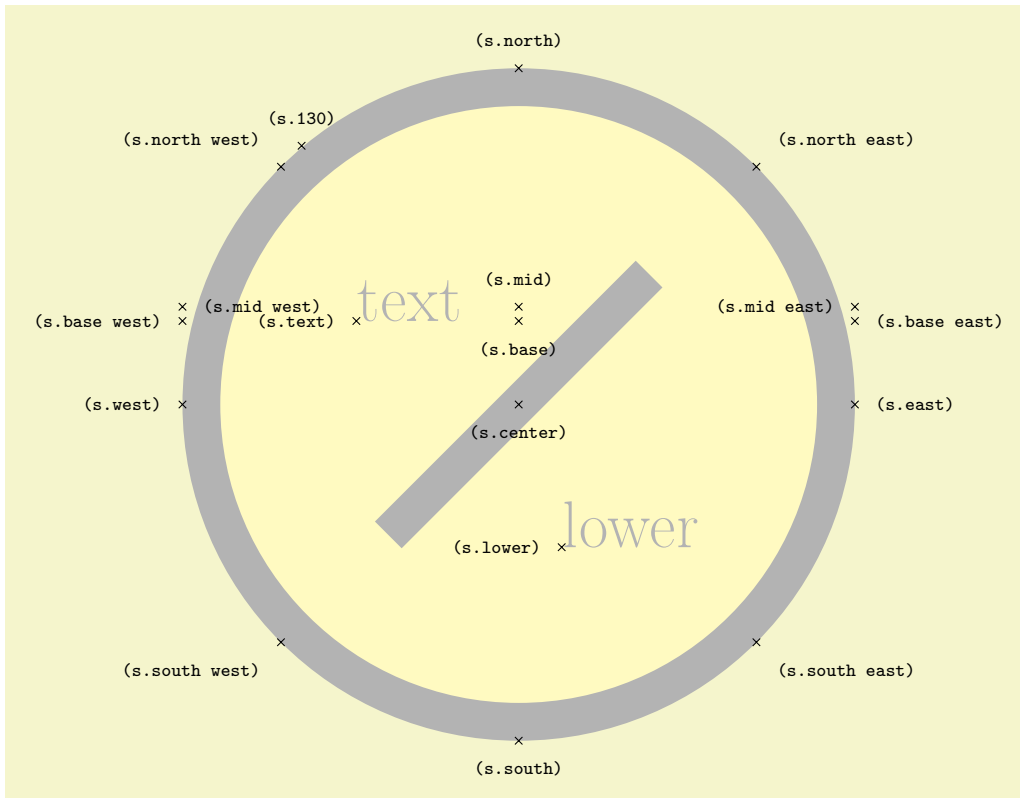 (s.north)
(s.130)
(s.north west)
(s.north east)
(s.mid)
text
(s.mid west)
(s.mid east)
(s.base west)
(s.text)
(s.base east)
(s.base)
(s.west)
(s.east)
(s.center)
lower
(s.lower)
(s.south west)
(s.south east)
(s.south)